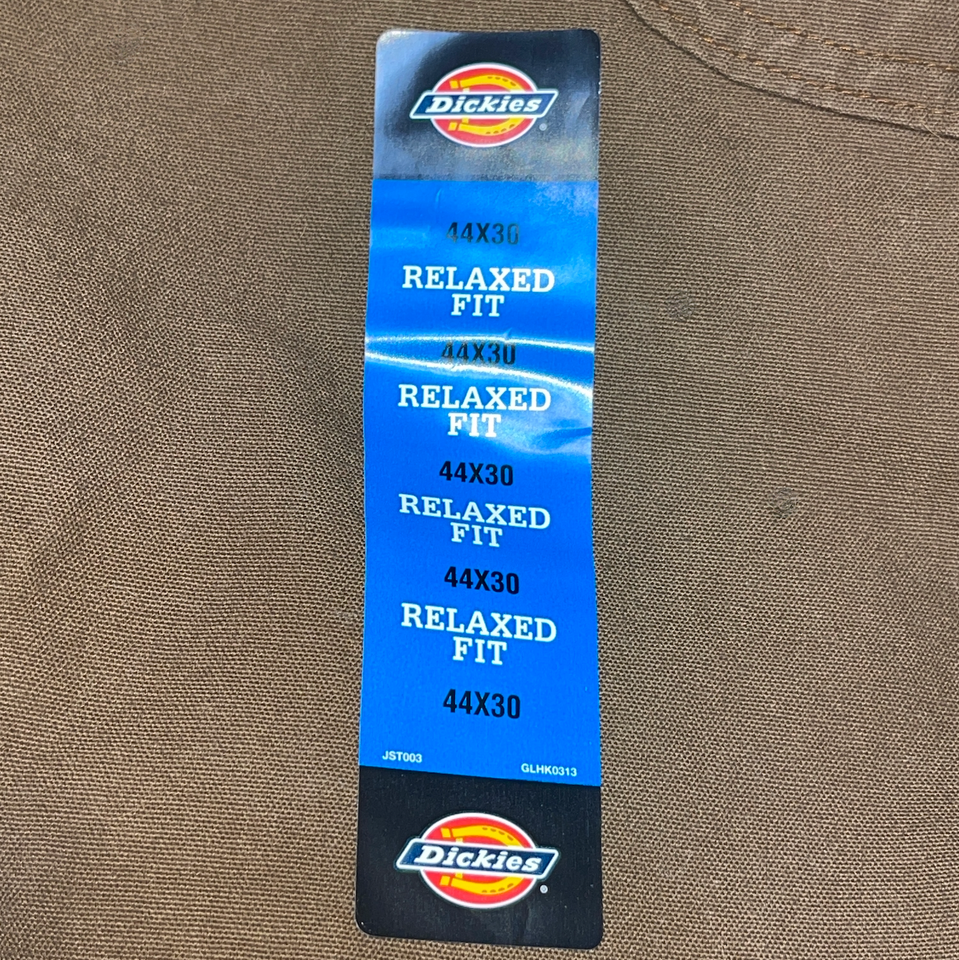 Dickies
44X30
RELAXED
FIT
44X30
RELAXED
FIT
44X30
RELAXED
FIT
44X30
RELAXED
FIT
44X30
JST003
GLHK0313
Dickies